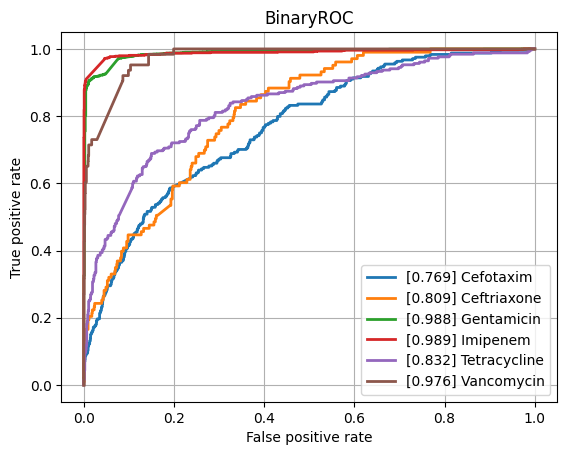 BinaryROC
True positive rate
1.0
0.8
0.6
0.4
0.2
0.0
[0.769] Cefotaxim
[0.809] Ceftriaxone
[0.988] Gentamicin
[0.989] Imipenem
[0.832] Tetracycline
[0.976] Vancomycin
0.0 0.2 0.4 0.6 0.8 1.0
False positive rate